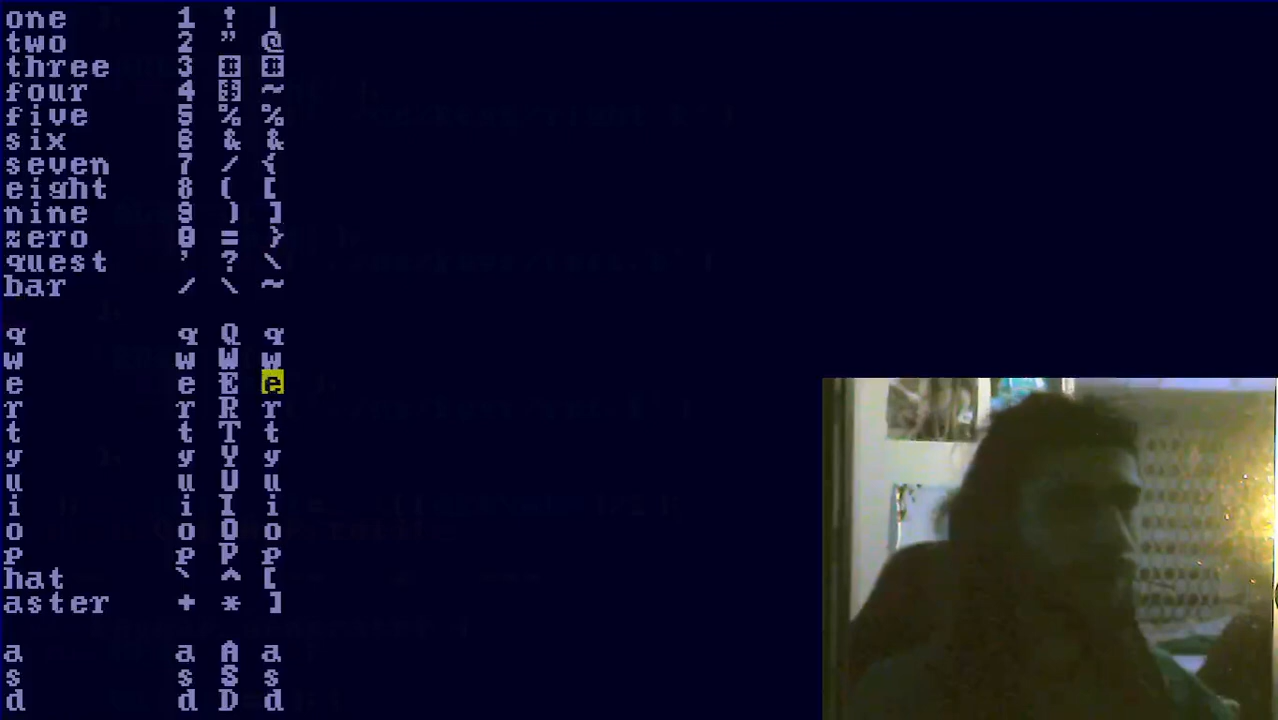 one 1 ! |
two 2 " @
three 3 # #
four 4 $ ~
five 5 % %
six 6 & &
seven 7 / {
eight 8 ( [
nine 9 ) ]
zero 0 = }
quest ' ? \
bar / \ ~
q q Q q
w w W w
e e E e
r r R r
t t T t
y y Y y
u u U u
i i I i
o o O o
p p P p
hat ` ^ [
aster + * ]
a a A a
s s S s
d d D d